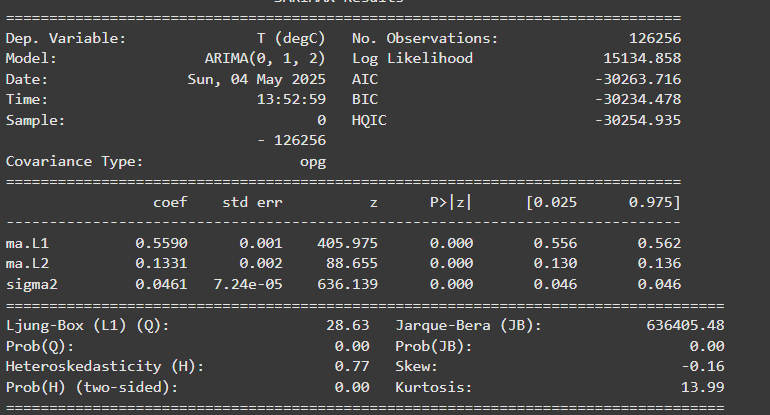 SARIMAX Results
==============================================================================
Dep. Variable:               T (degC)   No. Observations:               126256
Model:                 ARIMA(0, 1, 2)   Log Likelihood               15134.858
Date:                Sun, 04 May 2025   AIC                         -30263.716
Time:                        13:52:59   BIC                         -30234.478
Sample:                             0   HQIC                        -30254.935
                             - 126256
Covariance Type:                  opg
==============================================================================
                 coef    std err          z      P>|z|      [0.025      0.975]
------------------------------------------------------------------------------
ma.L1          0.5590      0.001    405.975      0.000       0.556       0.562
ma.L2          0.1331      0.002     88.655      0.000       0.130       0.136
sigma2         0.0461   7.24e-05    636.139      0.000       0.046       0.046
===================================================================================
Ljung-Box (L1) (Q):                  28.63   Jarque-Bera (JB):            636405.48
Prob(Q):                              0.00   Prob(JB):                         0.00
Heteroskedasticity (H):               0.77   Skew:                            -0.16
Prob(H) (two-sided):                  0.00   Kurtosis:                        13.99
===================================================================================